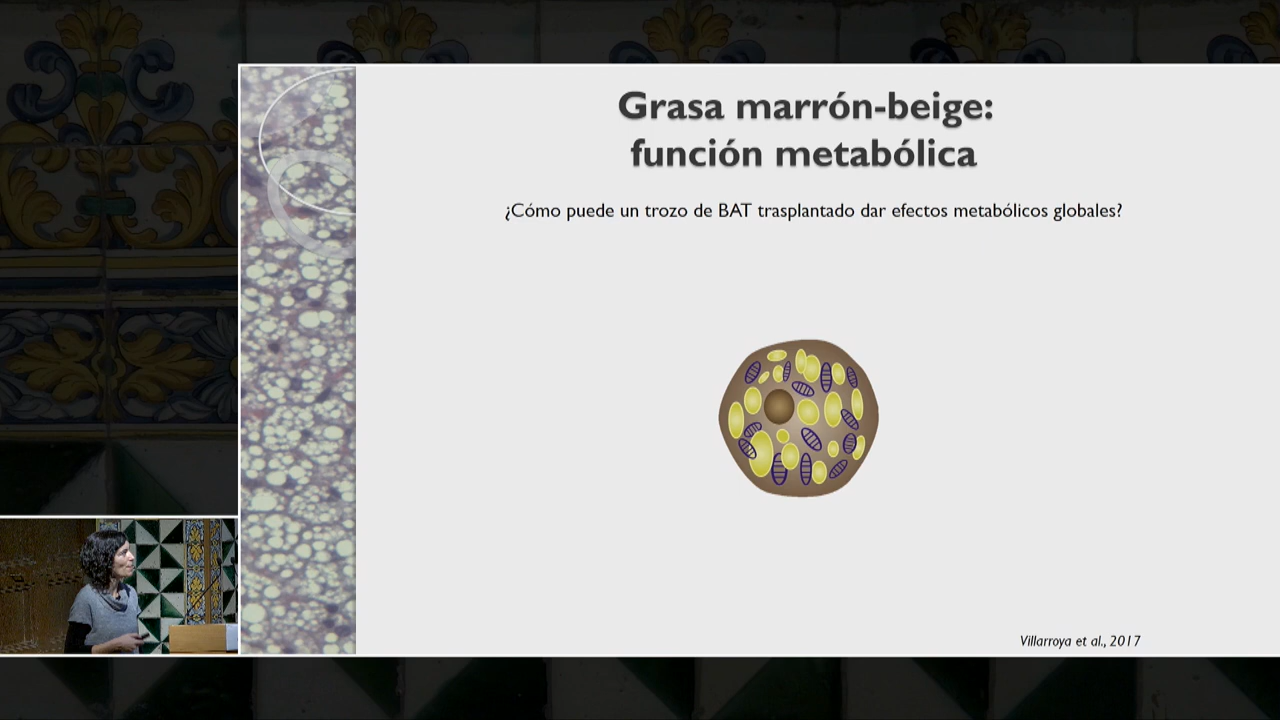 Grasa marrón-beige:
función metabólica
¿Cómo puede un trozo de BAT trasplantado dar efectos metabólicos globales?
Villarroya et al., 2017